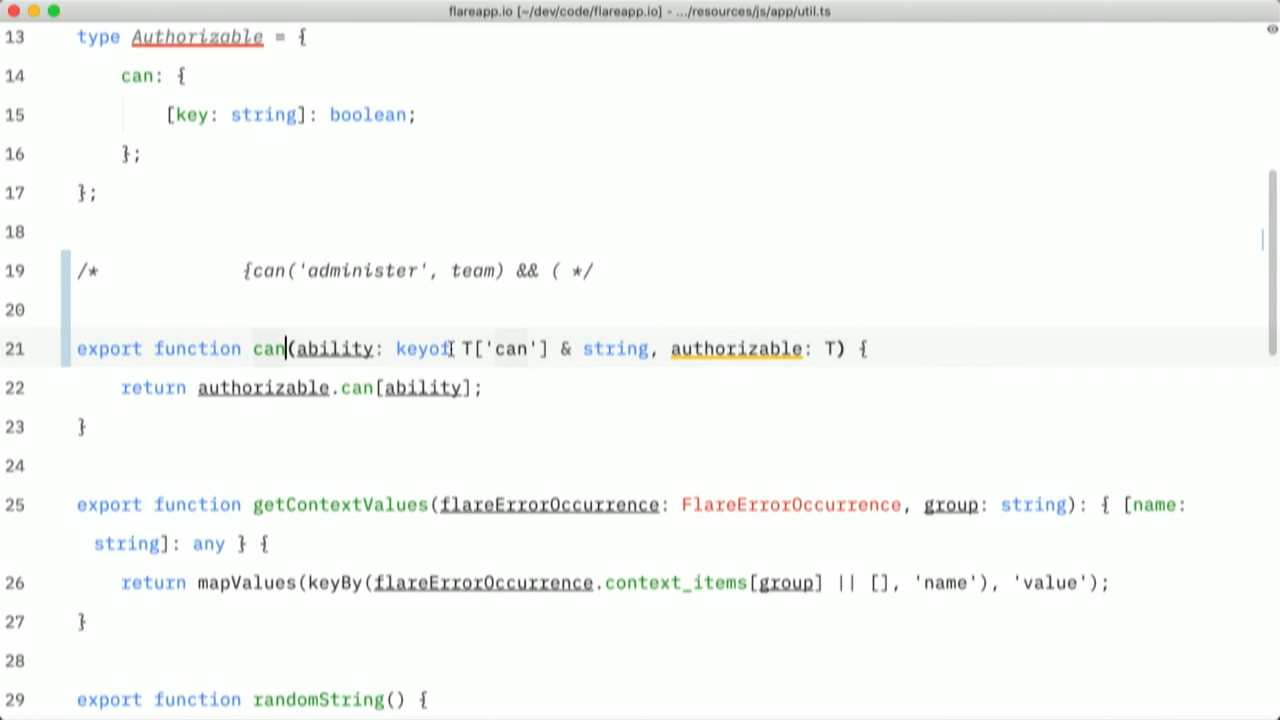 flareapp.io [~/dev/code/flareapp.io] - .../resources/js/app/util.ts
13 type Authorizable = {
14 can: {
15 [key: string]: boolean;
16 };
17 };
18
19 /* {can('administer', team) && ( */
20
21 export function can(ability: keyof T['can'] & string, authorizable: T) {
22 return authorizable.can[ability];
23 }
24
25 export function getContextValues(flareErrorOccurrence: FlareErrorOccurrence, group: string): { [name:
string]: any } {
26 return mapValues(keyBy(flareErrorOccurrence.context_items[group] || [], 'name'), 'value');
27 }
28
29 export function randomString() {